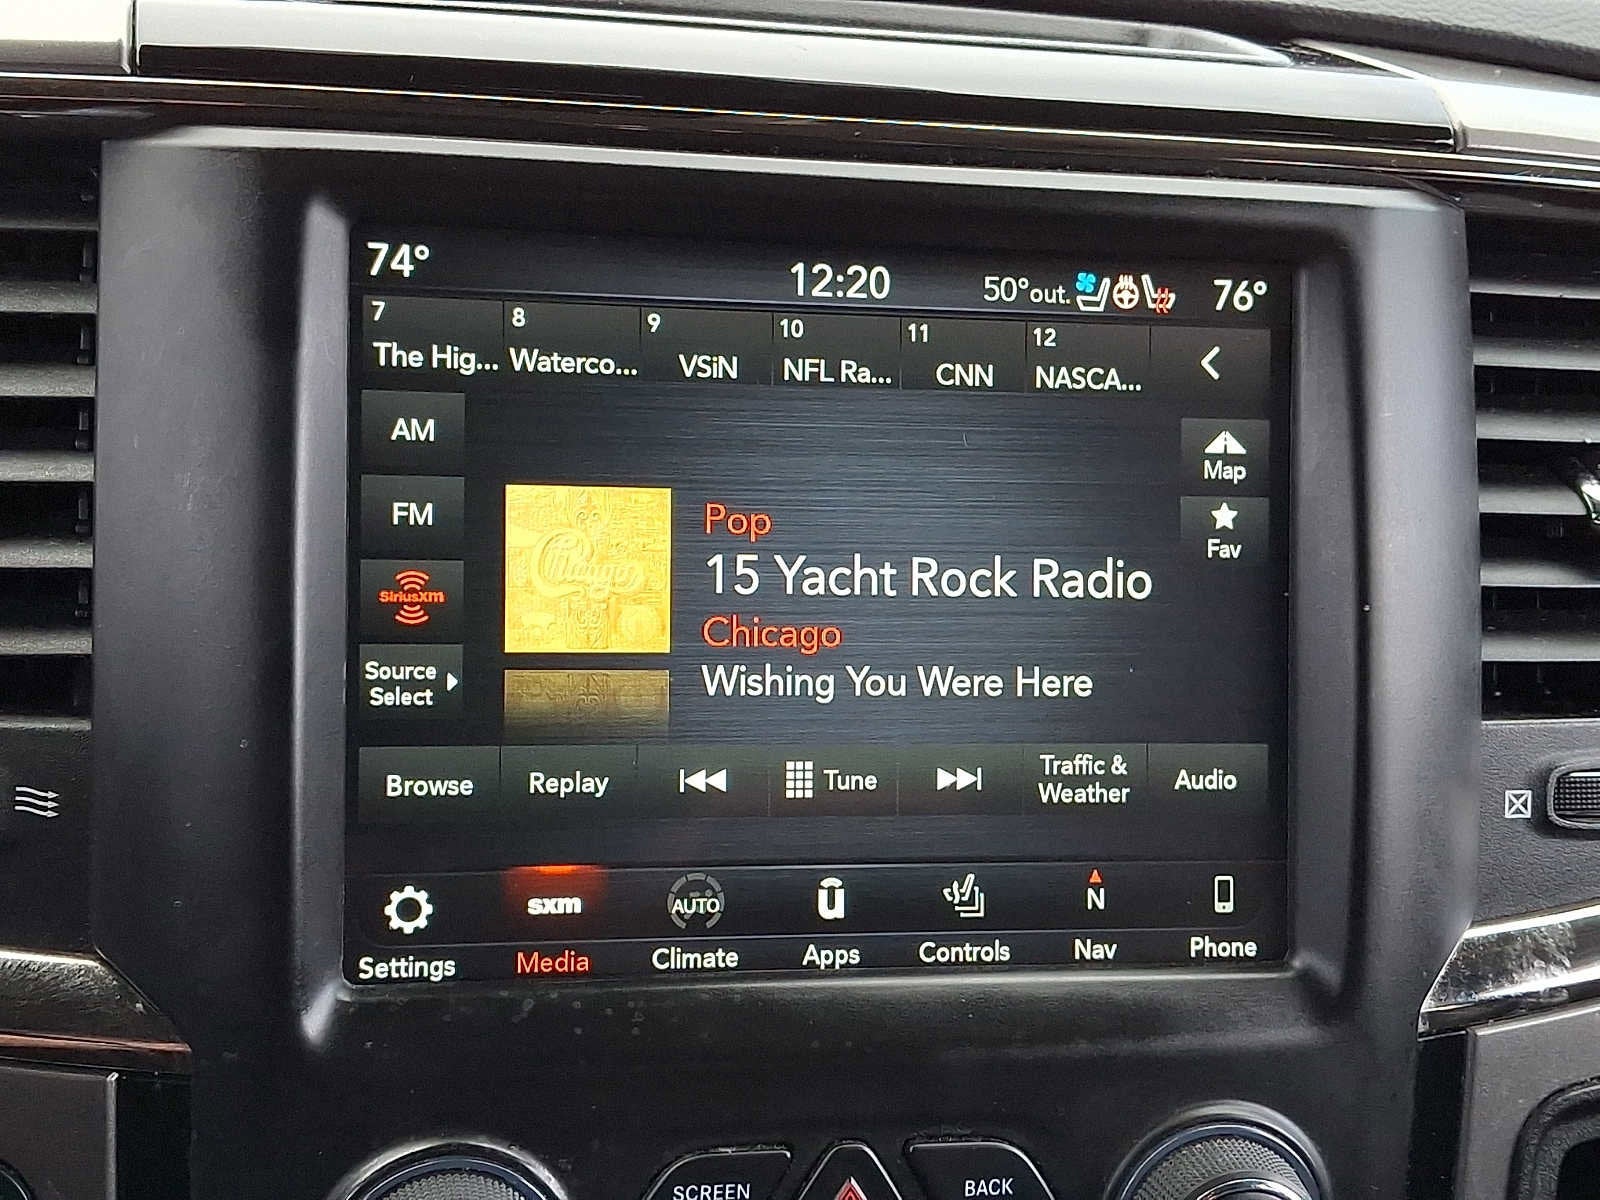 74°
12:20
50°out.
76°
7
The Hig...
8
Waterco...
9
VSiN
10
NFL Ra...
11
CNN
12
NASCA...
AM
FM
SiriusXM
Source
Select
Map
Fav
Chicago
Pop
15 Yacht Rock Radio
Chicago
Wishing You Were Here
Browse
Replay
Tune
Traffic &
Weather
Audio
sxm
AUTO
u
N
Settings
Media
Climate
Apps
Controls
Nav
Phone
SCREEN
BACK